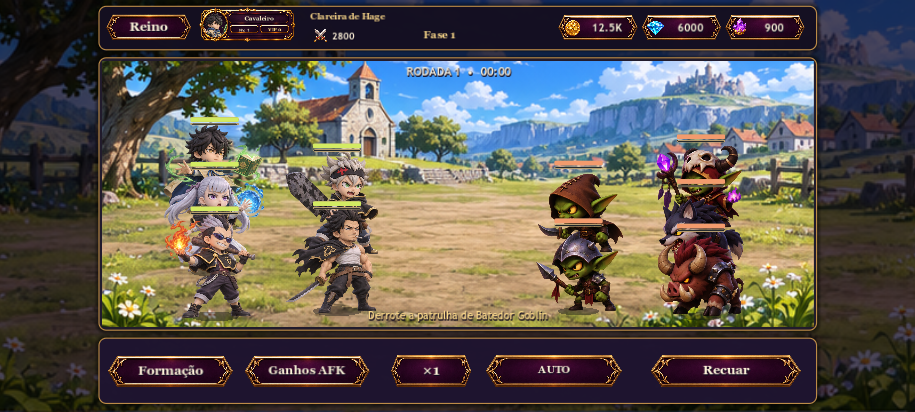 Reino
Cavaleiro
Clareira de Hage
2800
Fase 1
12.5K
6000
900
RODADA 1 • 00:00
Derrote a patrulha de Batedor Goblin
Formação
Ganhos AFK
×1
AUTO
Recuar